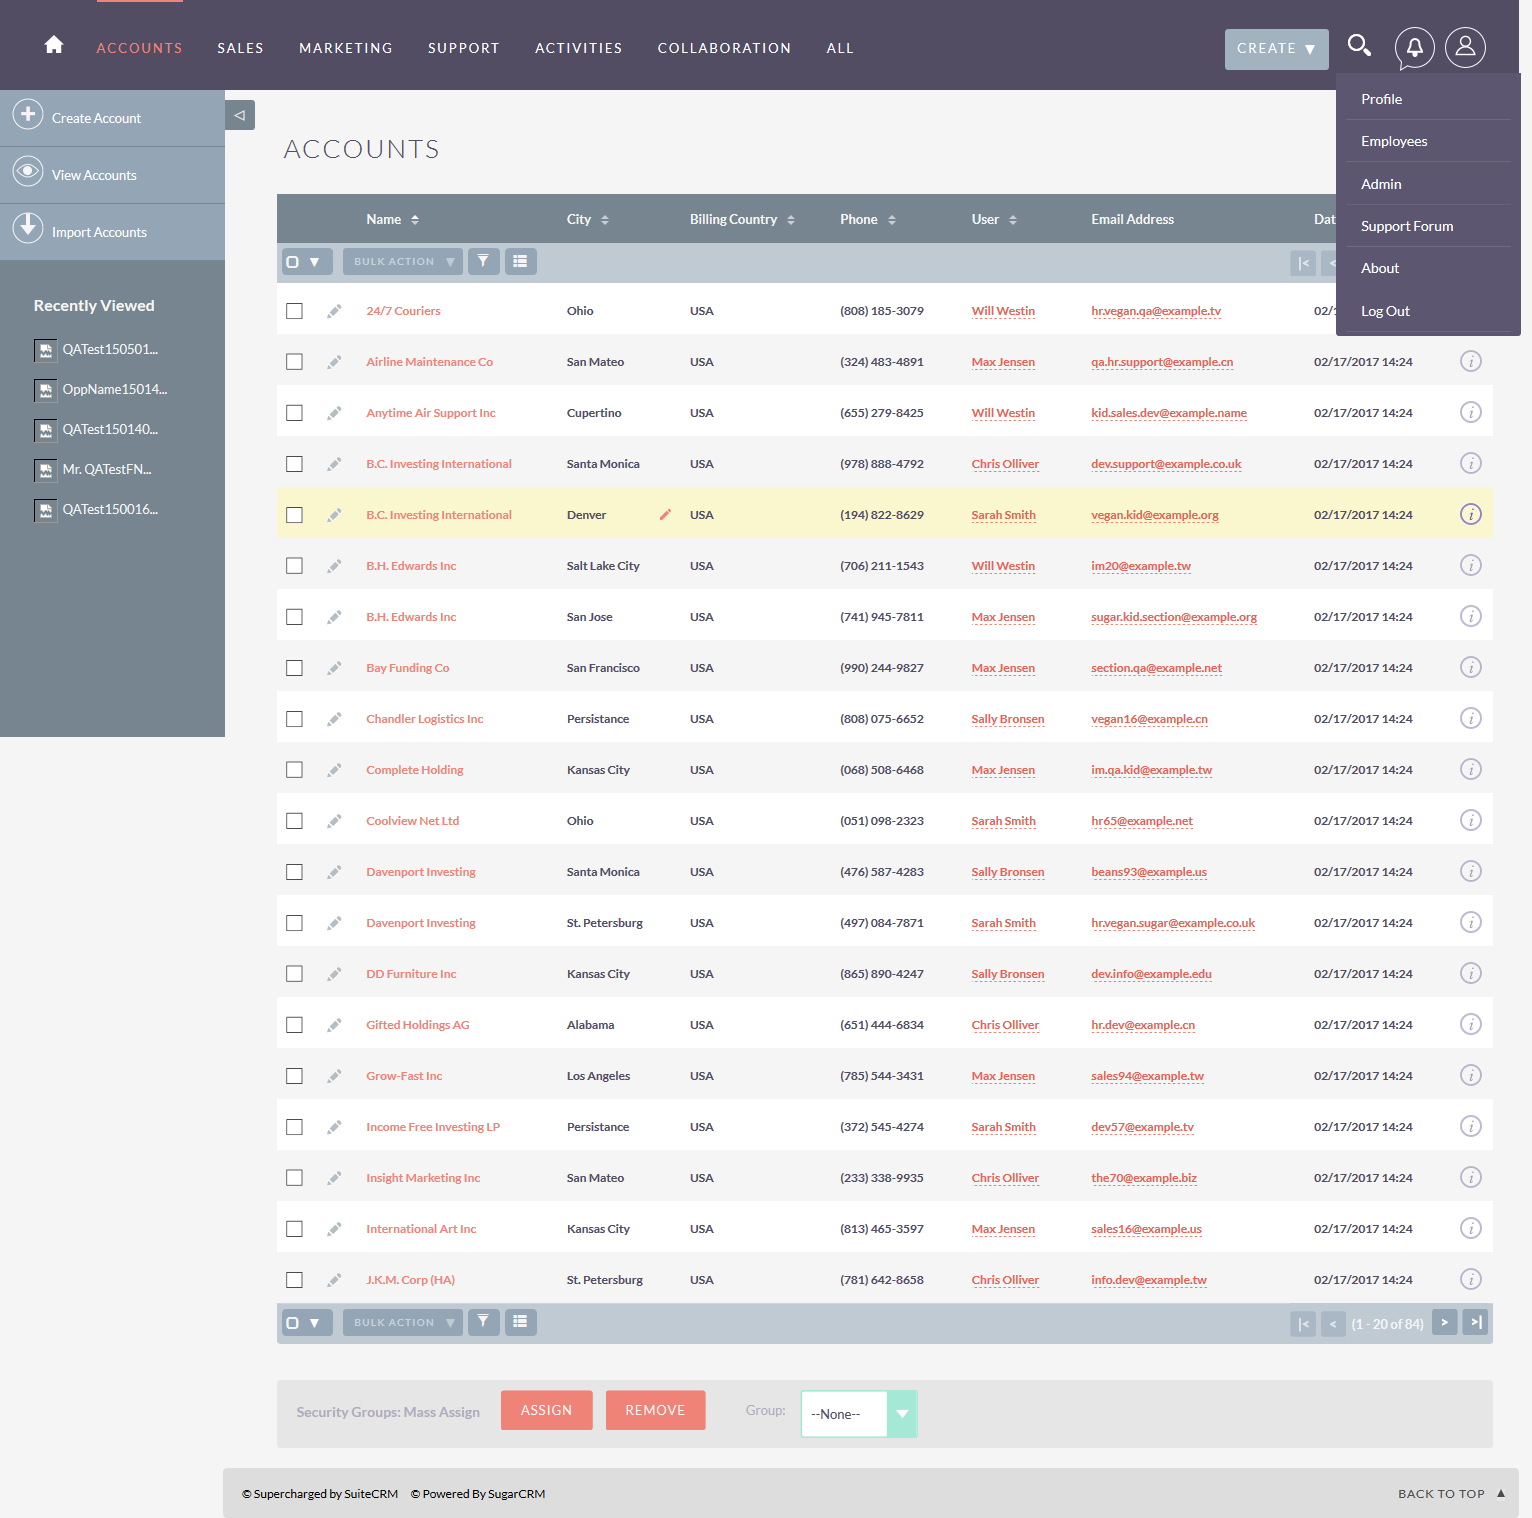 ACCOUNTS SALES MARKETING SUPPORT ACTIVITIES COLLABORATION ALL CREATE
Profile
Employees
Admin
Support Forum
About
Log Out
Create Account
View Accounts
Import Accounts
Recently Viewed
QATest150501...
OppName15014...
QATest150140...
Mr. QATestFN...
QATest150016...
ACCOUNTS
Name City Billing Country Phone User Email Address
BULK ACTION
24/7 Couriers Ohio USA (808) 185-3079 Will Westin hr.vegan.qa@example.tv
Airline Maintenance Co San Mateo USA (324) 483-4891 Max Jensen qa.hr.support@example.cn 02/17/2017 14:24
Anytime Air Support Inc Cupertino USA (655) 279-8425 Will Westin kid.sales.dev@example.name 02/17/2017 14:24
B.C. Investing International Santa Monica USA (978) 888-4792 Chris Olliver dev.support@example.co.uk 02/17/2017 14:24
B.C. Investing International Denver USA (194) 822-8629 Sarah Smith vegan.kid@example.org 02/17/2017 14:24
B.H. Edwards Inc Salt Lake City USA (706) 211-1543 Will Westin im20@example.tw 02/17/2017 14:24
B.H. Edwards Inc San Jose USA (741) 945-7811 Max Jensen sugar.kid.section@example.org 02/17/2017 14:24
Bay Funding Co San Francisco USA (990) 244-9827 Max Jensen section.qa@example.net 02/17/2017 14:24
Chandler Logistics Inc Persistance USA (808) 075-6652 Sally Bronsen vegan16@example.cn 02/17/2017 14:24
Complete Holding Kansas City USA (068) 508-6468 Max Jensen im.qa.kid@example.tw 02/17/2017 14:24
Coolview Net Ltd Ohio USA (051) 098-2323 Sarah Smith hr65@example.net 02/17/2017 14:24
Davenport Investing Santa Monica USA (476) 587-4283 Sally Bronsen beans93@example.us 02/17/2017 14:24
Davenport Investing St. Petersburg USA (497) 084-7871 Sarah Smith hr.vegan.sugar@example.co.uk 02/17/2017 14:24
DD Furniture Inc Kansas City USA (865) 890-4247 Sally Bronsen dev.info@example.edu 02/17/2017 14:24
Gifted Holdings AG Alabama USA (651) 444-6834 Chris Olliver hr.dev@example.cn 02/17/2017 14:24
Grow-Fast Inc Los Angeles USA (785) 544-3431 Max Jensen sales94@example.tw 02/17/2017 14:24
Income Free Investing LP Persistance USA (372) 545-4274 Sarah Smith dev57@example.tv 02/17/2017 14:24
Insight Marketing Inc San Mateo USA (233) 338-9935 Chris Olliver the70@example.biz 02/17/2017 14:24
International Art Inc Kansas City USA (813) 465-3597 Max Jensen sales16@example.us 02/17/2017 14:24
J.K.M. Corp (HA) St. Petersburg USA (781) 642-8658 Chris Olliver info.dev@example.tw 02/17/2017 14:24
BULK ACTION (1 - 20 of 84)
Security Groups: Mass Assign ASSIGN REMOVE Group: --None--
© Supercharged by SuiteCRM © Powered By SugarCRM BACK TO TOP